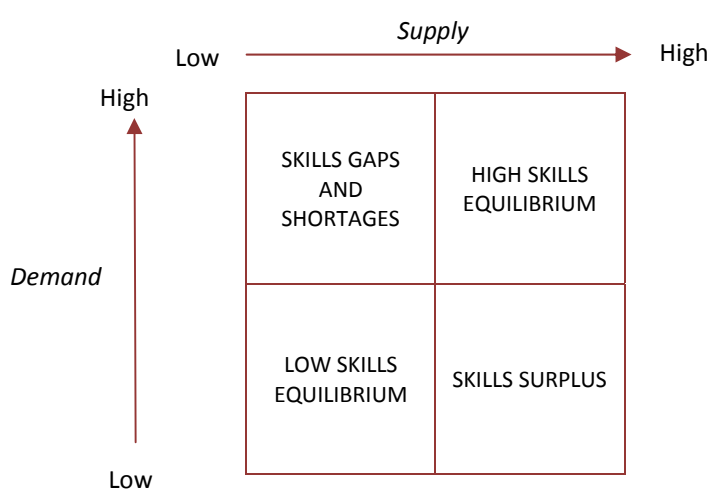 Supply
Low
High
High
SKILLS GAPS
AND
SHORTAGES
HIGH SKILLS
EQUILIBRIUM
Demand
LOW SKILLS
EQUILIBRIUM
SKILLS SURPLUS
Low